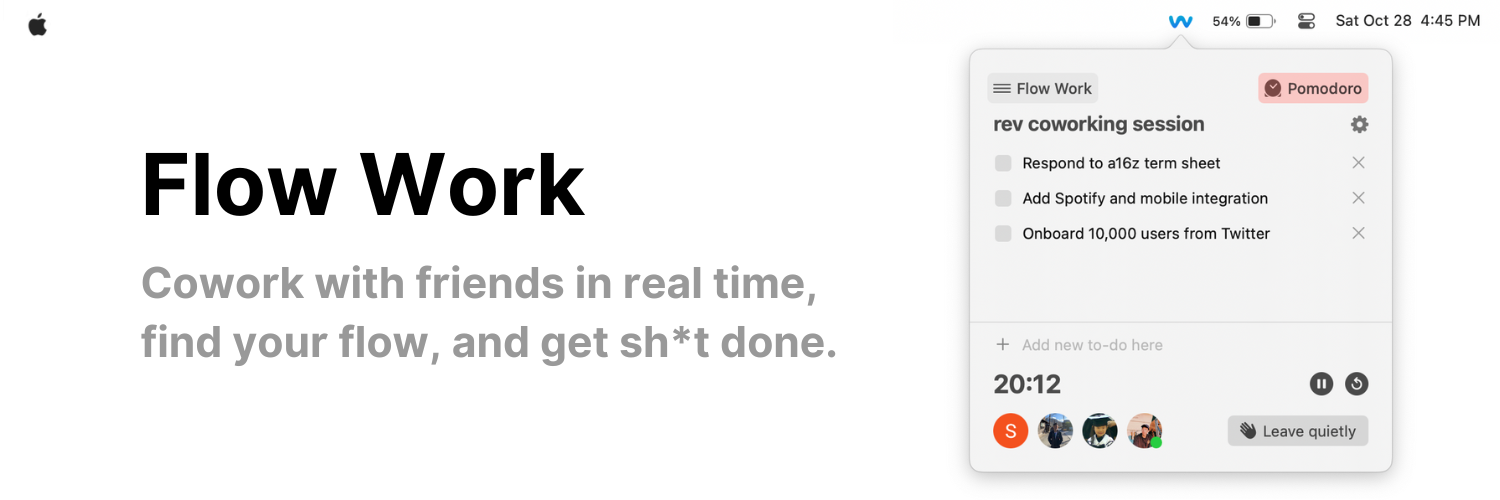 54% Sat Oct 28 4:45 PM
Flow Work
Cowork with friends in real time,
find your flow, and get sh*t done.
Flow Work Pomodoro
rev coworking session
Respond to a16z term sheet
Add Spotify and mobile integration
Onboard 10,000 users from Twitter
Add new to-do here
20:12
S Leave quietly